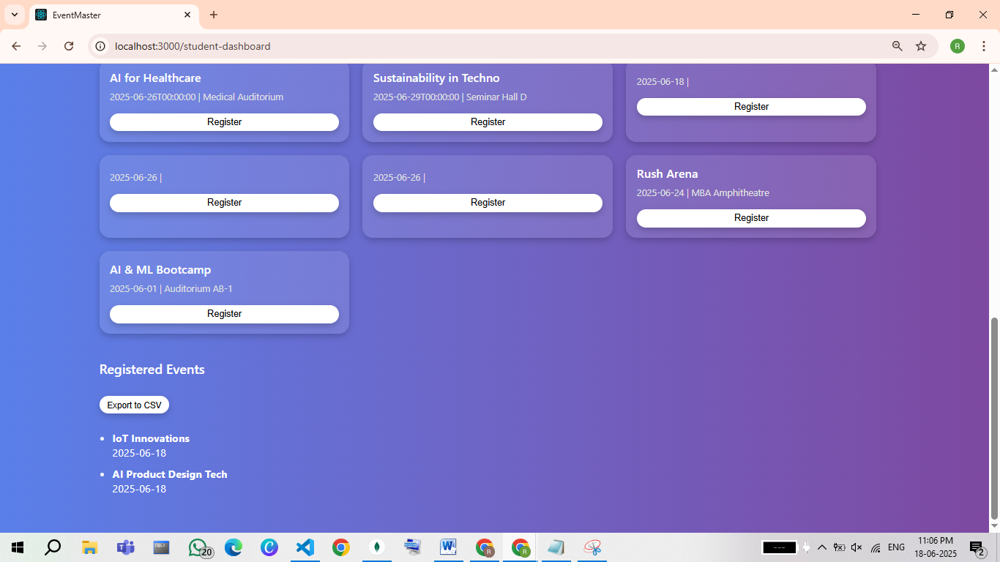 EventMaster
localhost:3000/student-dashboard
R
AI for Healthcare
2025-06-26T00:00:00 | Medical Auditorium
Register
Sustainability in Techno
2025-06-29T00:00:00 | Seminar Hall D
Register
2025-06-18 |
Register
2025-06-26 |
Register
2025-06-26 |
Register
Rush Arena
2025-06-24 | MBA Amphitheatre
Register
AI & ML Bootcamp
2025-06-01 | Auditorium AB-1
Register
Registered Events
Export to CSV
• IoT Innovations
2025-06-18
• AI Product Design Tech
2025-06-18
20
R
R
ENG
11:06 PM
18-06-2025
2